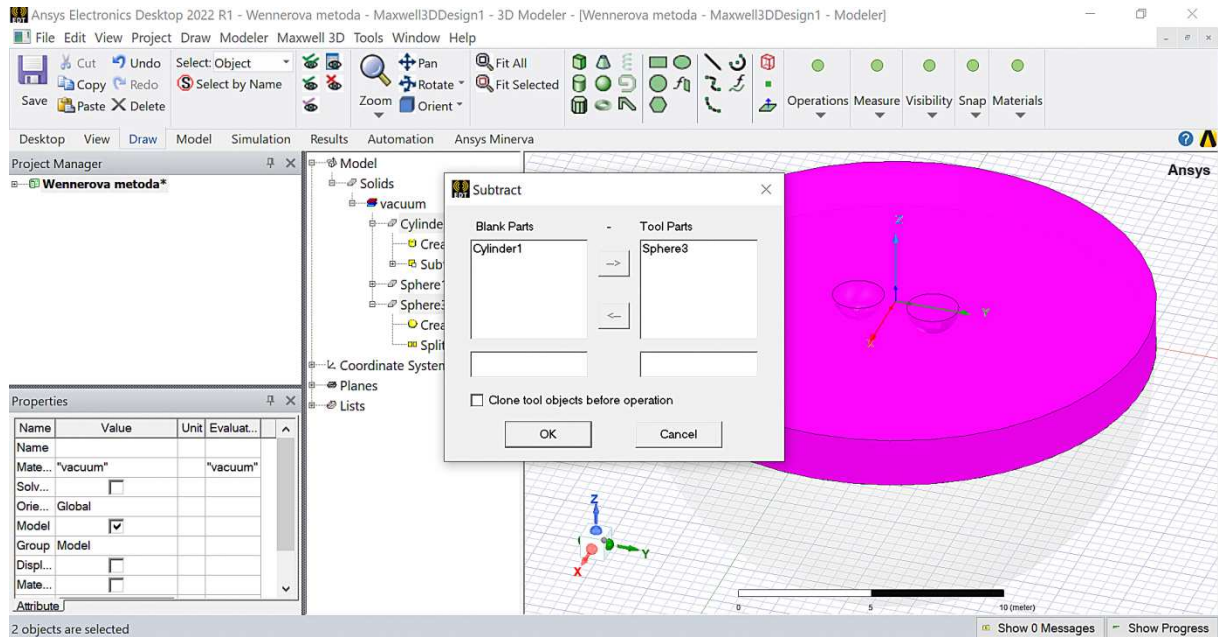 Ansys Electronics Desktop 2022 R1 - Wennerova metoda - Maxwell3DDesign1 - 3D Modeler - [Wennerova metoda - Maxwell3DDesign1 - Modeler]
File Edit View Project Draw Modeler Maxwell 3D Tools Window Help
Save
Cut Undo
Copy Redo
Paste Delete
Select: Object
Select by Name
Zoom
Pan
Rotate
Orient
Fit All
Fit Selected
Operations Measure Visibility Snap Materials
Desktop View Draw Model Simulation Results Automation Ansys Minerva
Project Manager
Wennerova metoda*
Properties
Name Value Unit Evaluat...
Name
Mate... "vacuum" "vacuum"
Solv...
Orie... Global
Model
Group Model
Displ...
Mate...
Attribute
Model
Solids
vacuum
Cylinde
Crea
Sub
Sphere
Sphere3
Crea
Split
Coordinate System
Planes
Lists
EDT Subtract
Blank Parts - Tool Parts
Cylinder1 Sphere3
-->
<--
Clone tool objects before operation
OK Cancel
Ansys
Z
Y
X
Z
Y
X
0 5 10 (meter)
2 objects are selected
Show 0 Messages Show Progress